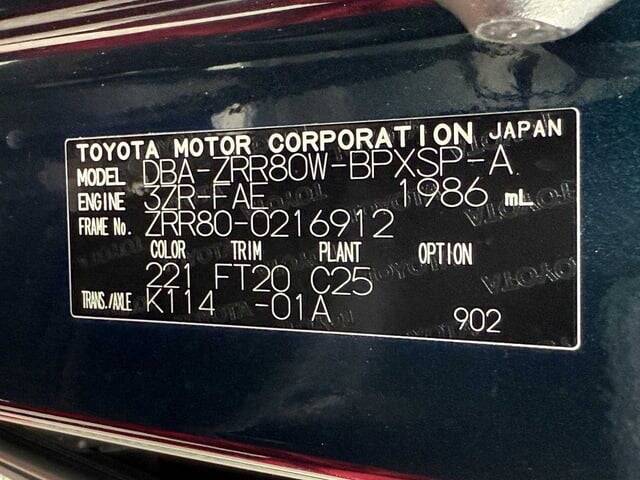 TOYOTA MOTOR CORPORATION JAPAN
MODEL DBA-ZRR80W-BPXSP-A
ENGINE 3ZR-FAE 1986 mL
FRAME No. ZRR80-0216912
COLOR TRIM PLANT OPTION
221 FT20 C25
TRANS./AXLE K114 -01A
902